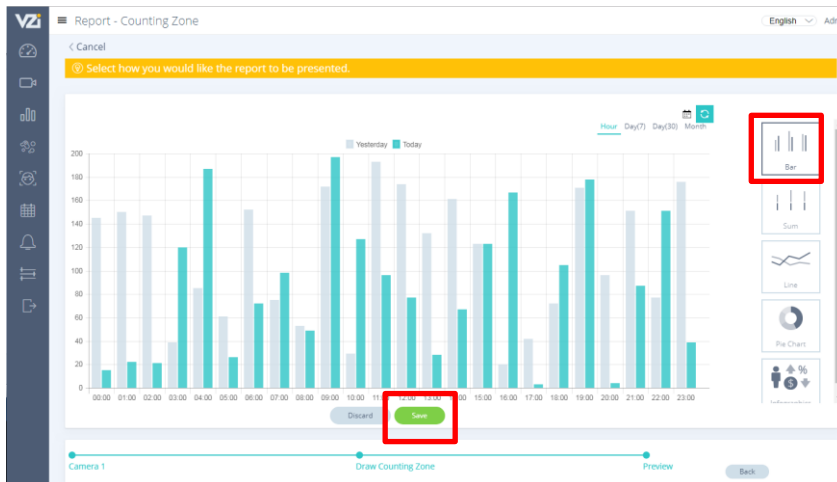 VZi
Report - Counting Zone
English
< Cancel
Select how you would like the report to be presented.
Hour Day(7) Day(30) Month
Yesterday Today
200
180
160
140
120
100
80
60
40
20
0
00:00 01:00 02:00 03:00 04:00 05:00 06:00 07:00 08:00 09:00 10:00 11:00 12:00 13:00 14:00 15:00 16:00 17:00 18:00 19:00 20:00 21:00 22:00 23:00
Discard Save
Bar
Sum
Line
Pie Chart
%
$
Camera 1 Draw Counting Zone Preview
Back